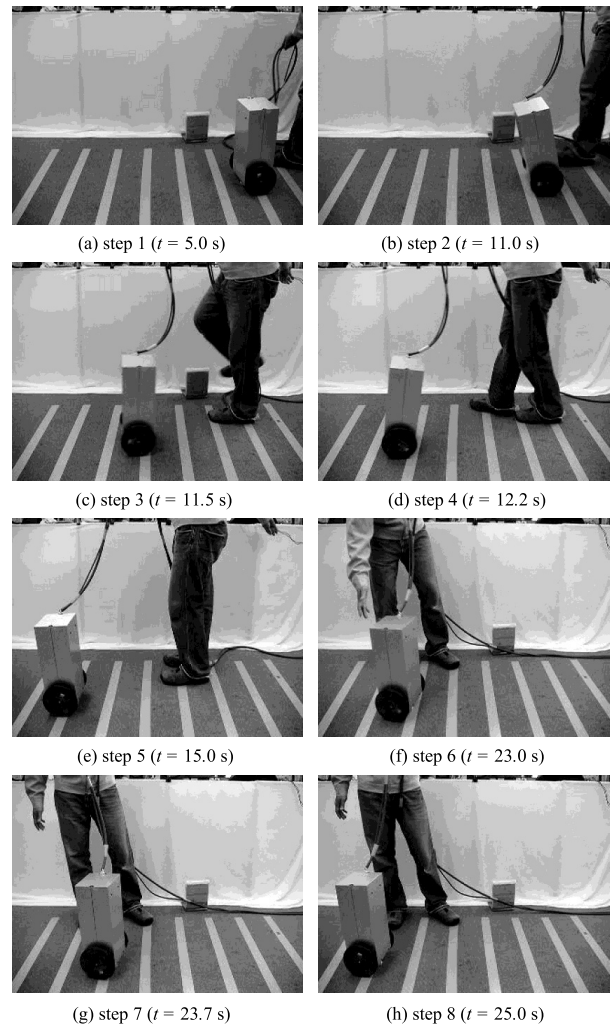 (a) step 1 (t = 5.0 s)
(b) step 2 (t = 11.0 s)
(c) step 3 (t = 11.5 s)
(d) step 4 (t = 12.2 s)
(e) step 5 (t = 15.0 s)
(f) step 6 (t = 23.0 s)
(g) step 7 (t = 23.7 s)
(h) step 8 (t = 25.0 s)